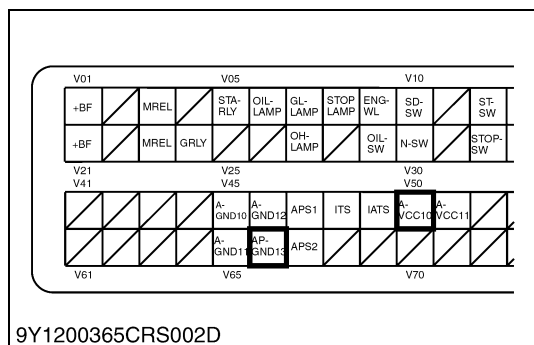 V01 V05 V10
+BF MREL STA-RLY OIL-LAMP GL-LAMP STOP LAMP ENG-WL SD-SW ST-SW
+BF MREL GRLY OH-LAMP OIL-SW N-SW STOP-SW
V21 V25 V30
V41 V45 V50
A-GND10 A-GND12 APS1 ITS IATS A-VCC10 A-VCC11
A-GND11 AP-GND13 APS2
V61 V65 V70
9Y1200365CRS002D